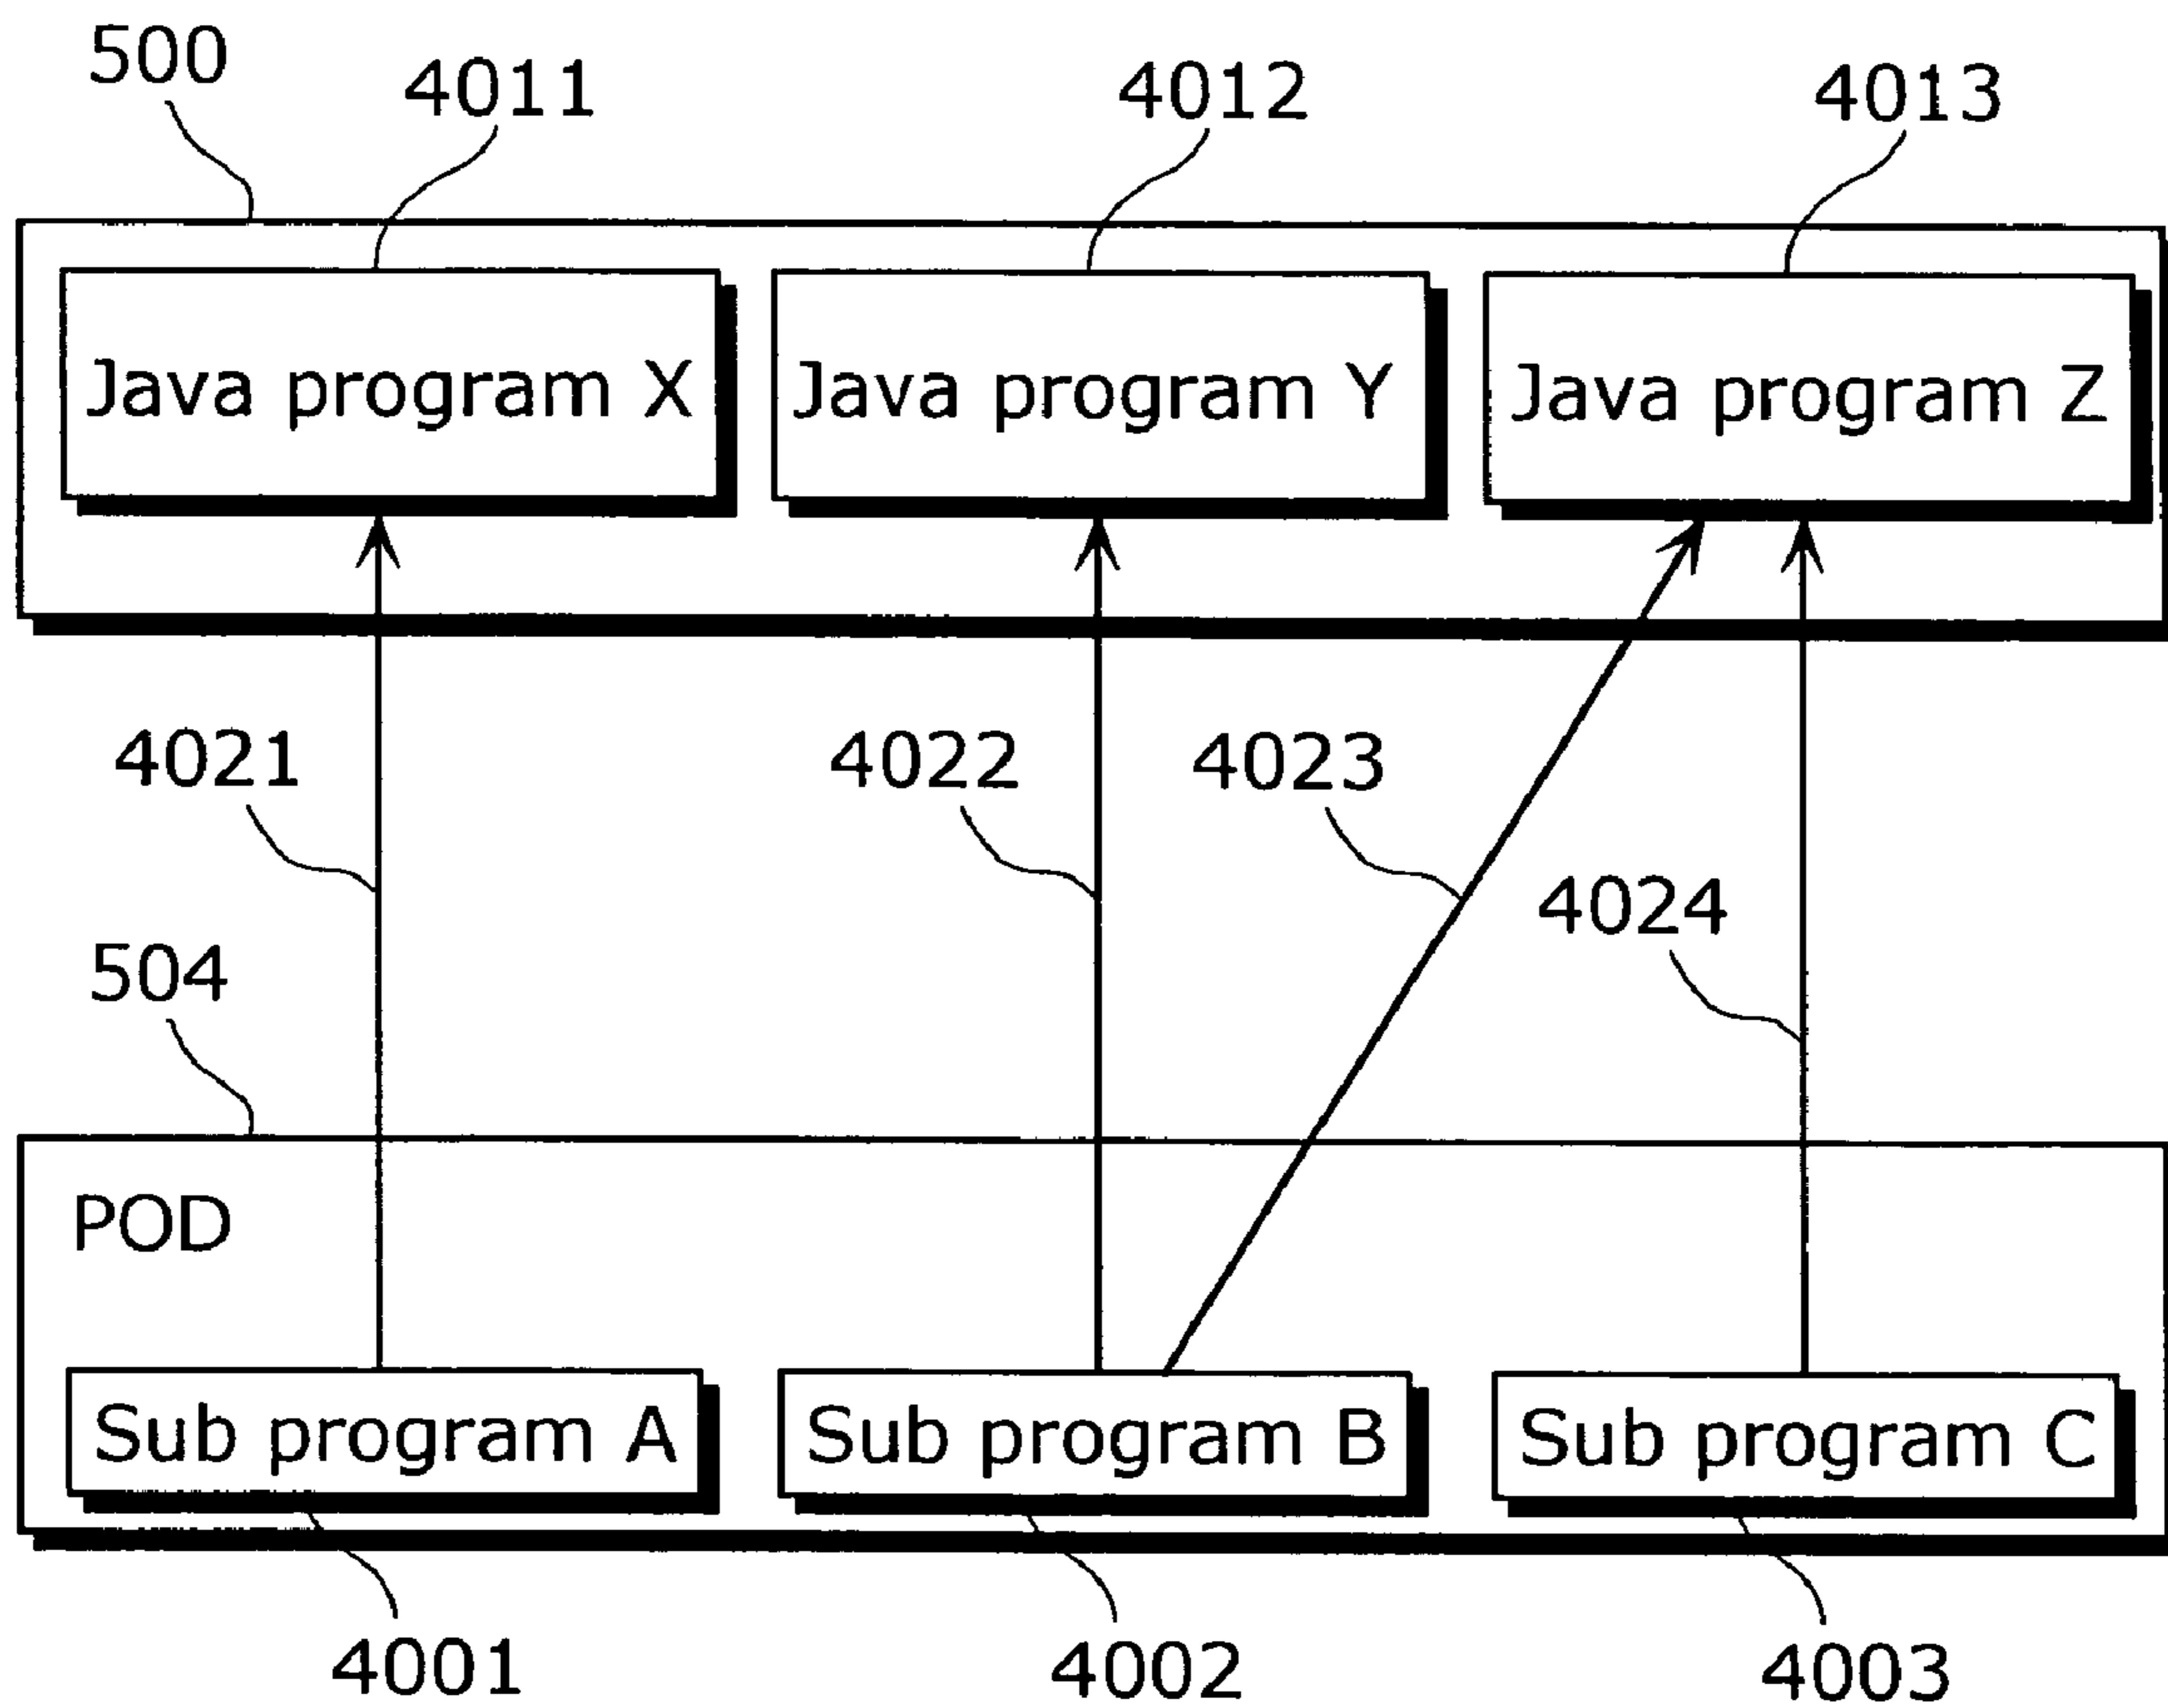 500
4011
4012
4013
Java program X
Java program Y
Java program Z
4021
4022
4023
4024
504
POD
Sub program A
Sub program B
Sub program C
4001
4002
4003